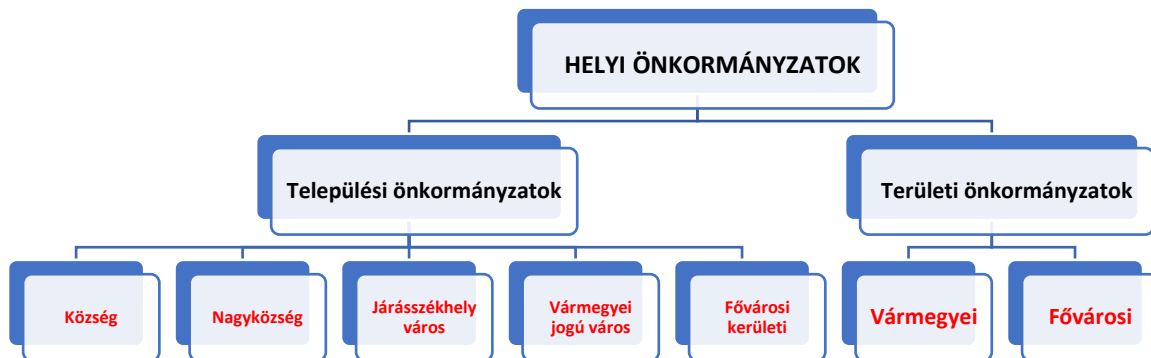 HELYI ÖNKORMÁNYZATOK
Települési önkormányzatok
Területi önkormányzatok
Község
Nagyközség
Járásszékhely
város
Vármegyei
jogú város
Fővárosi
kerületi
Vármegyei
Fővárosi